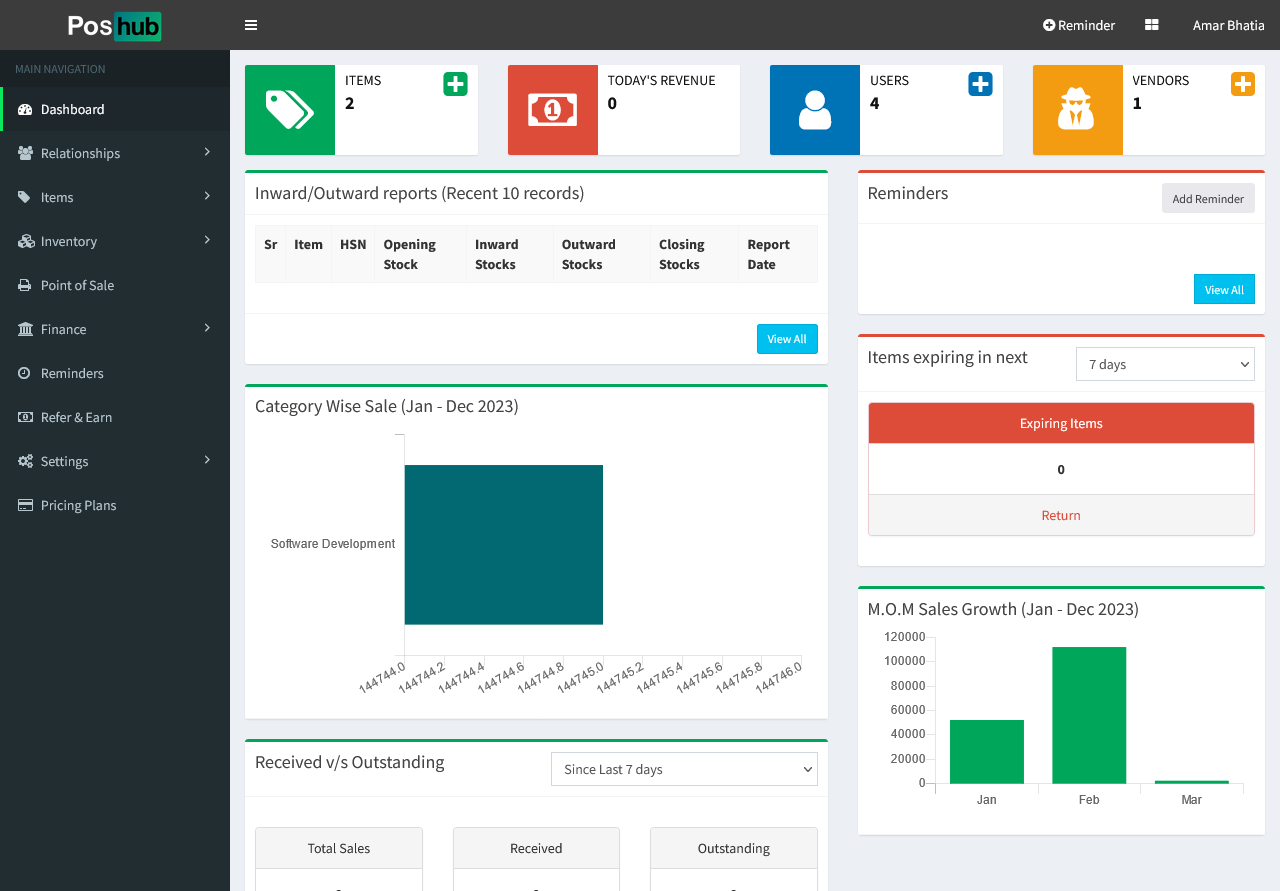 Pos hub
Reminder
Amar Bhatia
MAIN NAVIGATION
Dashboard
Relationships
Items
Inventory
Point of Sale
Finance
Reminders
Refer & Earn
Settings
Pricing Plans
ITEMS
2
TODAY'S REVENUE
0
USERS
4
VENDORS
1
Inward/Outward reports (Recent 10 records)
Sr Item HSN Opening Stock Inward Stocks Outward Stocks Closing Stocks Report Date
View All
Category Wise Sale (Jan - Dec 2023)
Software Development
144744.0 144744.2 144744.4 144744.6 144744.8 144745.0 144745.2 144745.4 144745.6 144745.8 144746.0
Received v/s Outstanding
Since Last 7 days
Total Sales
Received
Outstanding
Reminders
Add Reminder
View All
Items expiring in next
7 days
Expiring Items
0
Return
M.O.M Sales Growth (Jan - Dec 2023)
120000
100000
80000
60000
40000
20000
0
Jan Feb Mar